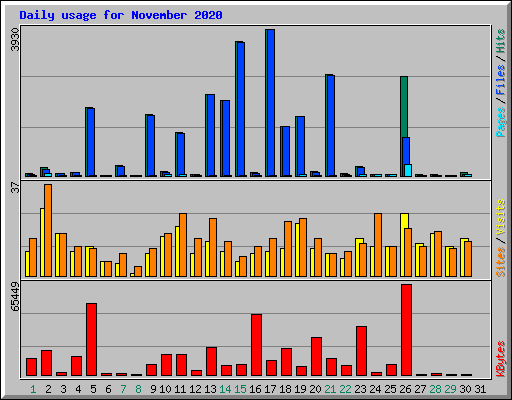 Daily usage for November 2020
3930
Pages / Files / Hits
37
Sites / Visits
65449
KBytes
1 2 3 4 5 6 7 8 9 10 11 12 13 14 15 16 17 18 19 20 21 22 23 24 25 26 27 28 29 30 31